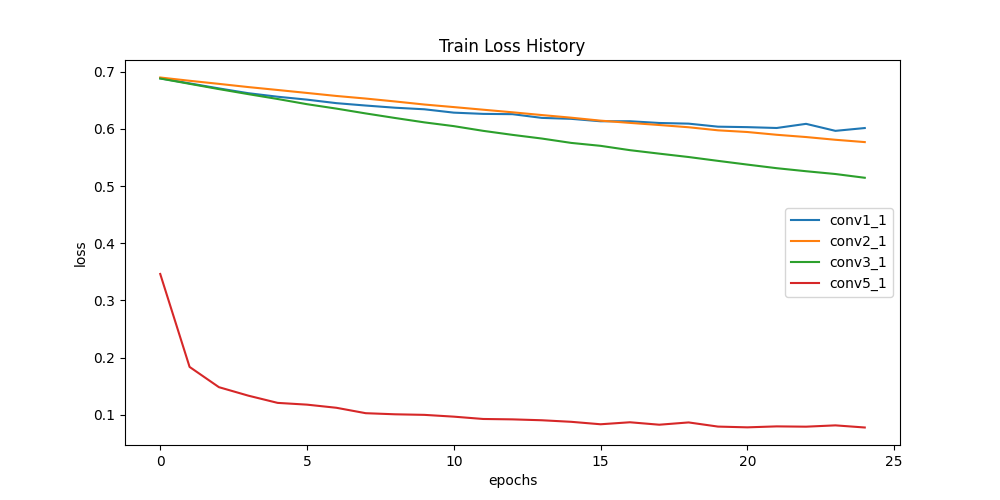 Train Loss History
0.7
0.6
0.5
0.4
0.3
0.2
0.1
loss
conv1_1
conv2_1
conv3_1
conv5_1
0 5 10 15 20 25
epochs